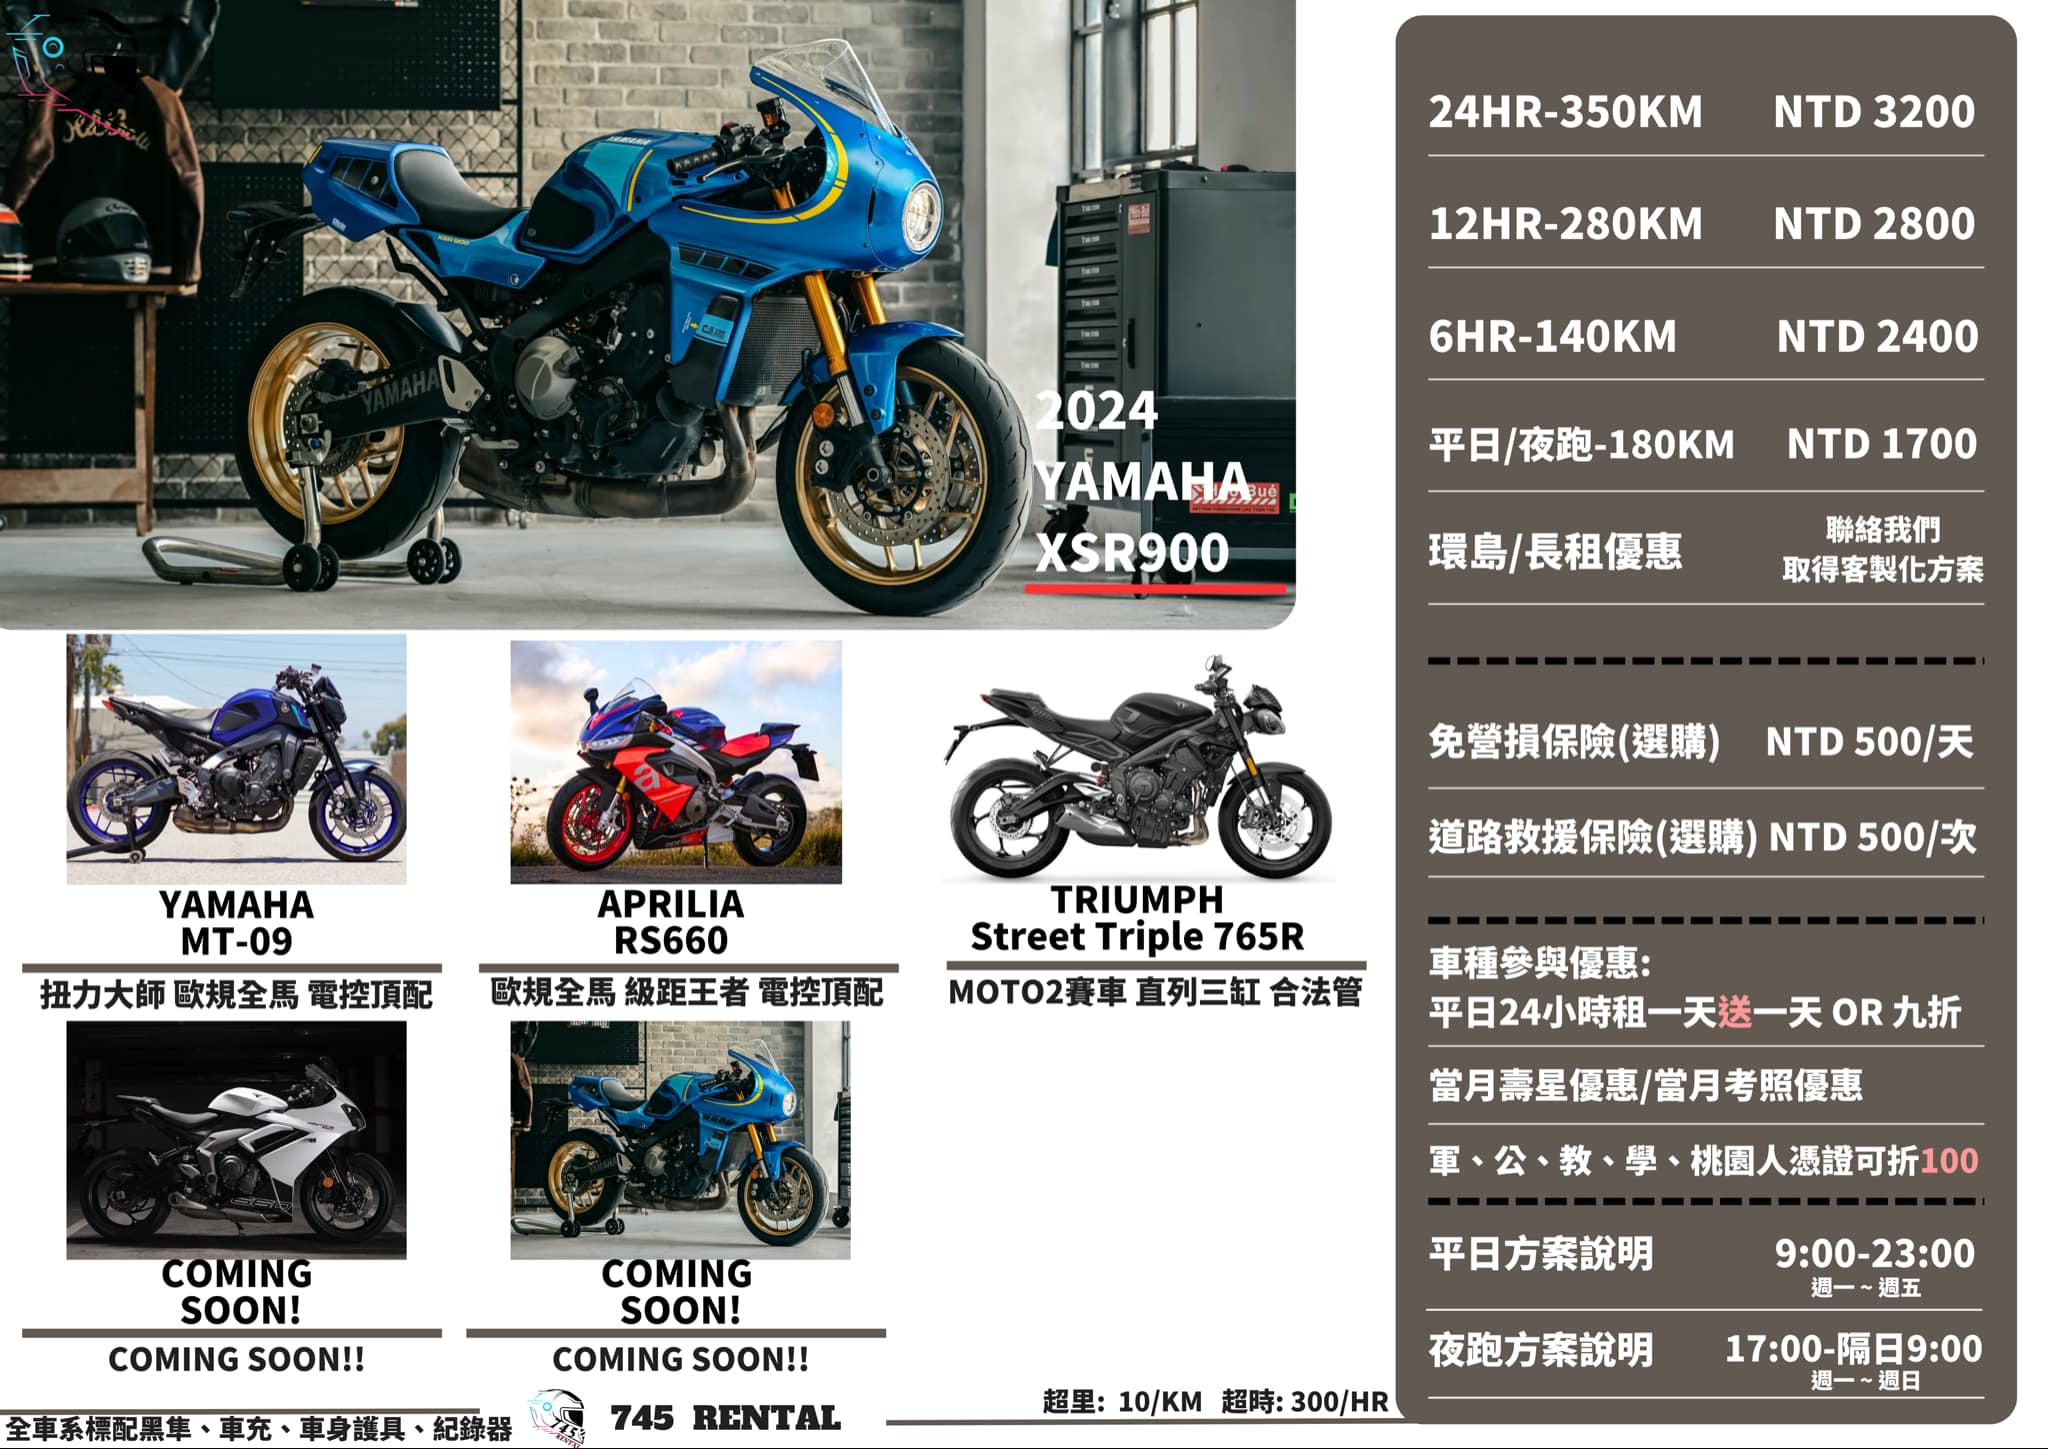 2024
YAMAHA
XSR900
YAMAHA
MT-09
扭力大師 歐規全馬 電控頂配
APRILIA
RS660
歐規全馬 級距王者 電控頂配
TRIUMPH
Street Triple 765R
MOTO2賽車 直列三缸 合法管
COMING
SOON!
COMING SOON!!
COMING
SOON!
COMING SOON!!
全車系標配黑隼、車充、車身護具、紀錄器
745 RENTAL
超里: 10/KM 超時: 300/HR
24HR-350KM NTD 3200
12HR-280KM NTD 2800
6HR-140KM NTD 2400
平日/夜跑-180KM NTD 1700
環島/長租優惠
聯絡我們
取得客製化方案
免營損保險(選購) NTD 500/天
道路救援保險(選購) NTD 500/次
車種參與優惠:
平日24小時租一天送一天 OR 九折
當月壽星優惠/當月考照優惠
軍、公、教、學、桃園人憑證可折100
平日方案說明 9:00-23:00
週一 ~ 週五
夜跑方案說明 17:00-隔日9:00
週一 ~ 週日
YAMAHA
XSR 900
YAMAHA